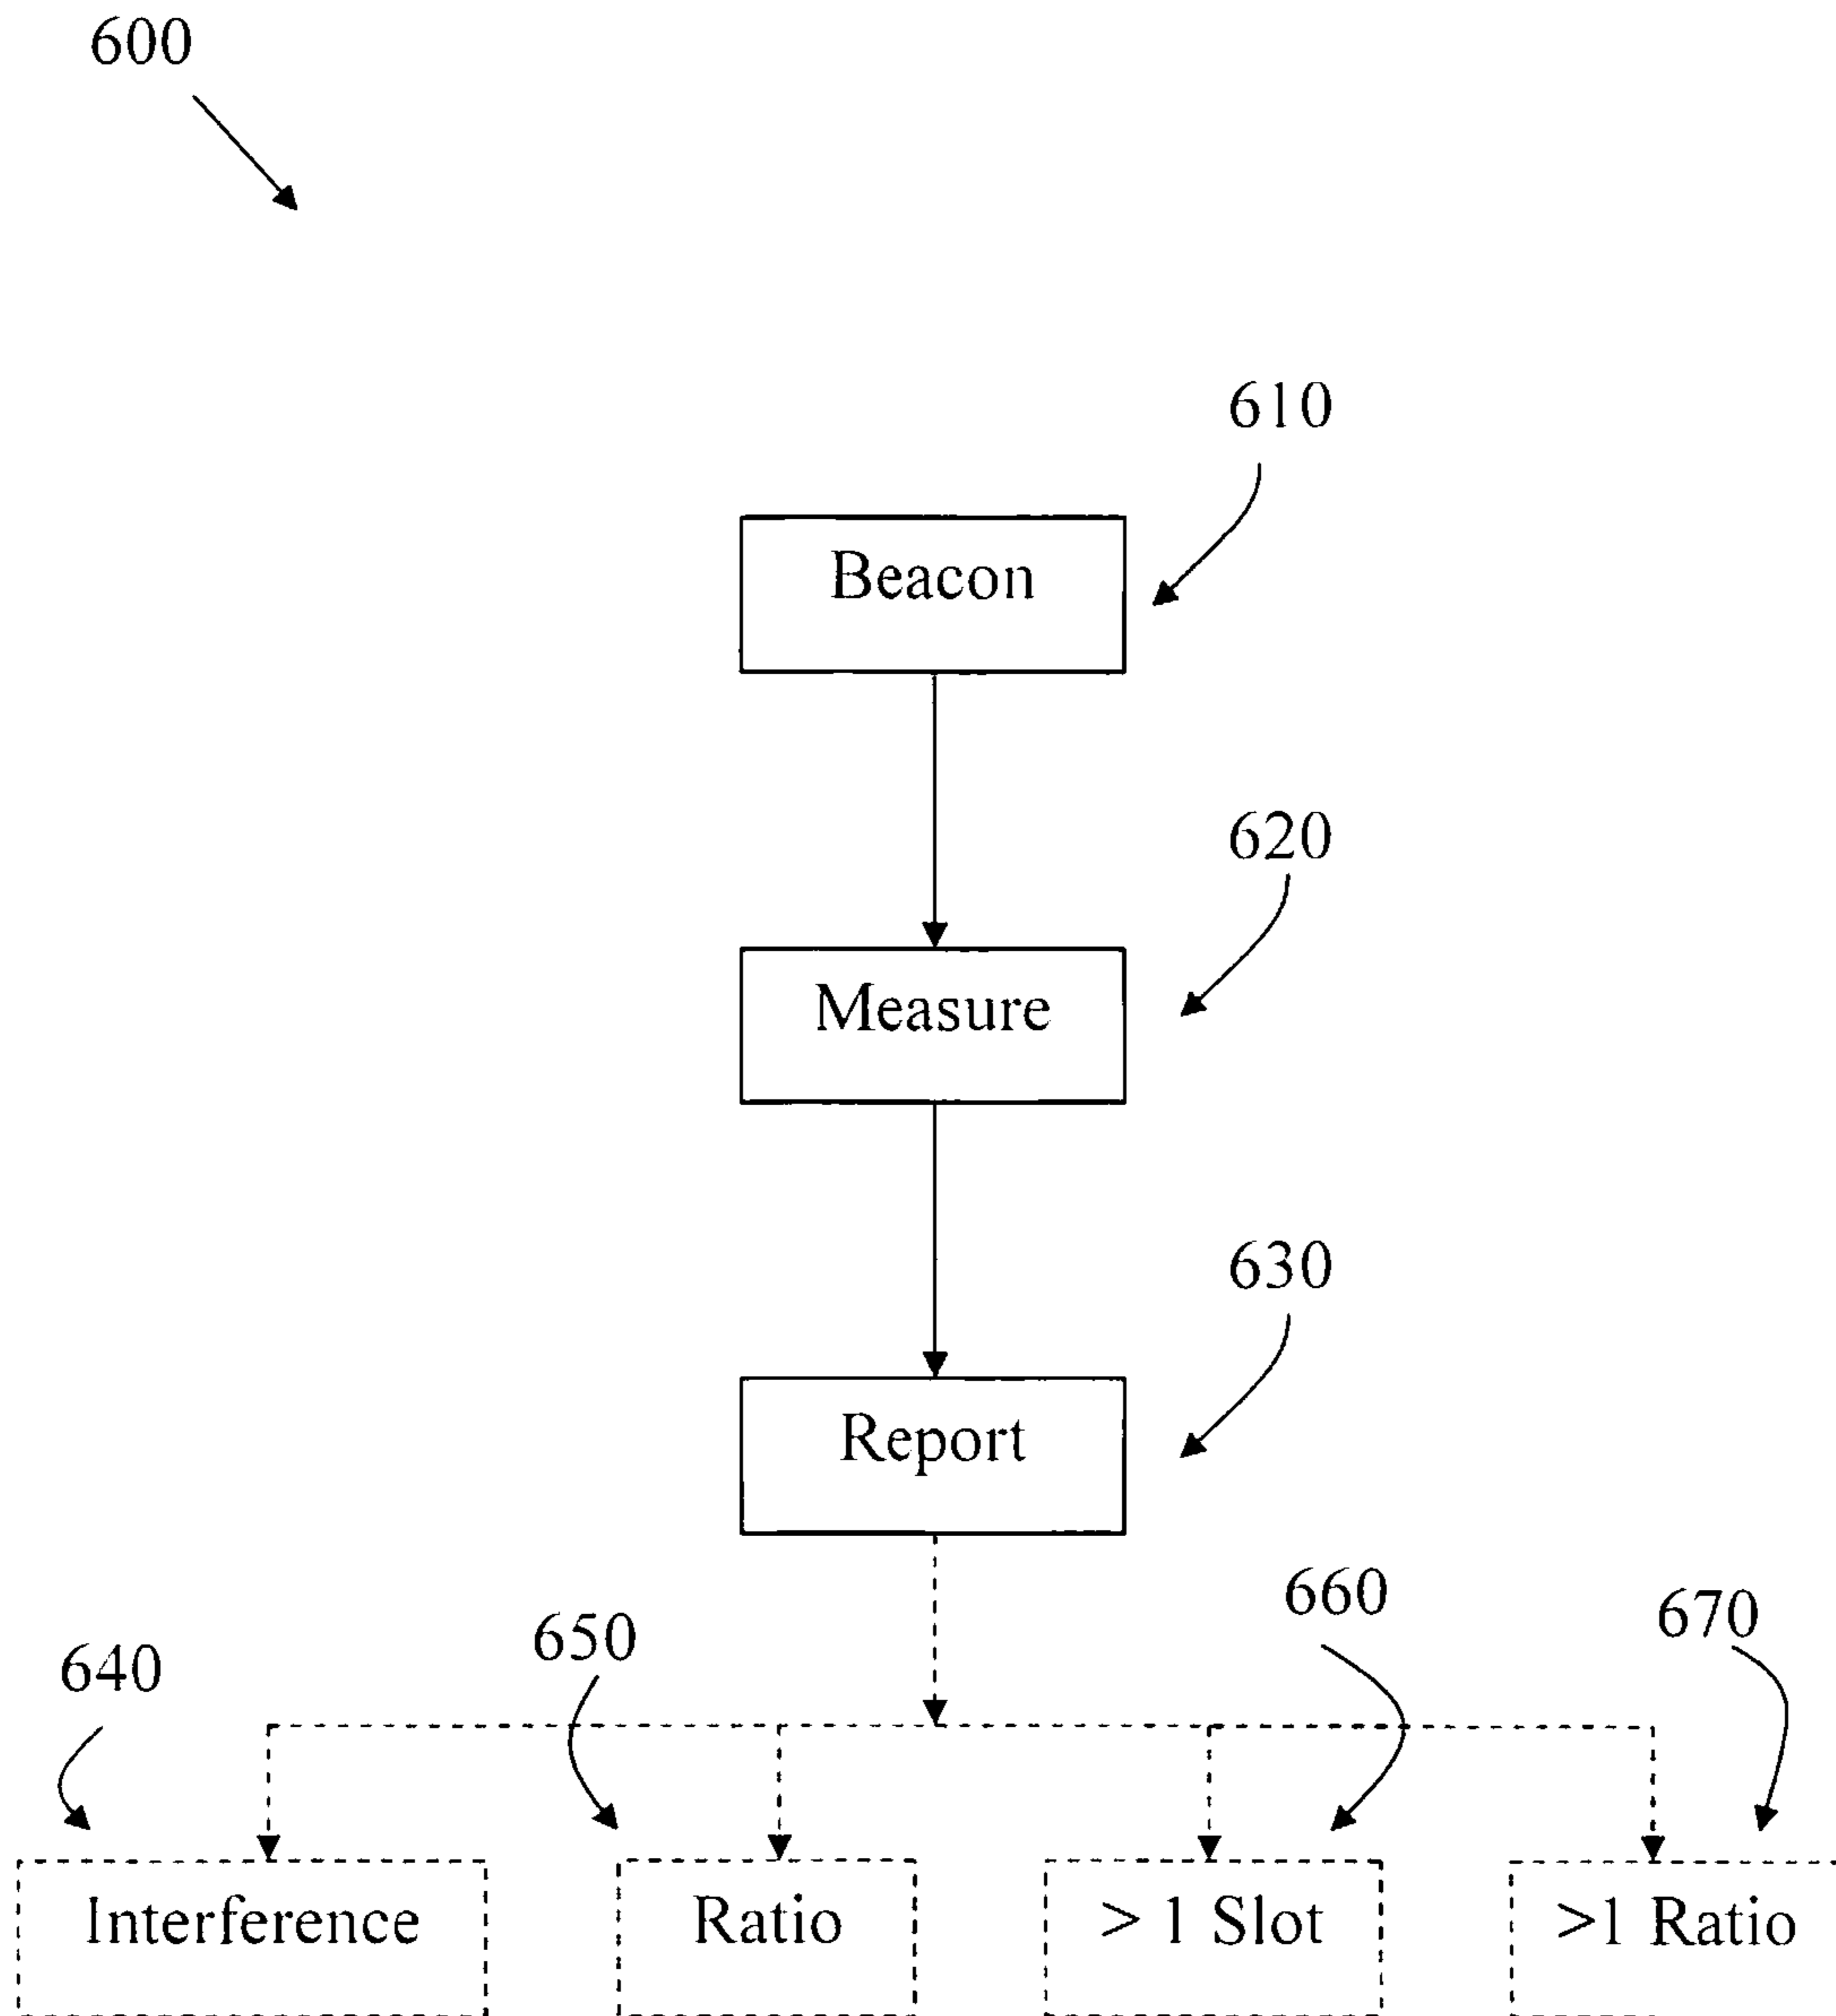 600
610
Beacon
620
Measure
630
Report
660
670
650
640
Interference
Ratio
> 1 Slot
>1 Ratio